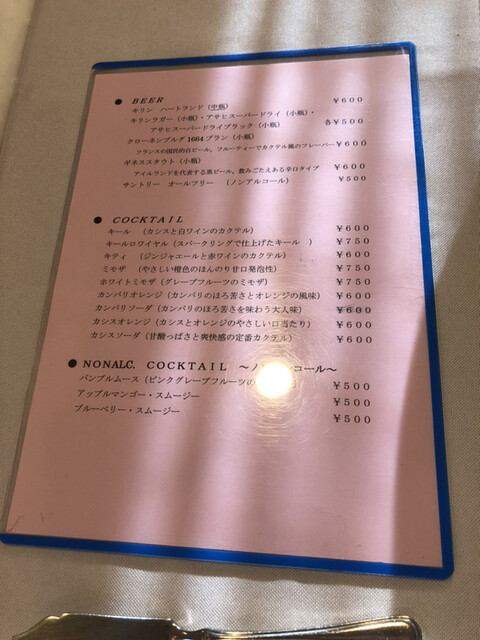 ● BEER
キリン ハートランド（中瓶） ￥600
キリンラガー（小瓶）・アサヒスーパードライ（小瓶）・
アサヒスーパードライブラック（小瓶） 各￥500
クローネンブルグ1664ブラン（小瓶）
フランスの国民的白ビール、フルーティーでカクテル風のフレーバー ￥600
ギネススタウト（小瓶）
アイルランドを代表する黒ビール、飲みごたえある辛口タイプ ￥600
サントリー オールフリー （ノンアルコール） ￥500
● COCKTAIL
キール （カシスと白ワインのカクテル） ￥600
キールロワイヤル（スパークリングで仕上げたキール ） ￥750
キティ （ジンジャエールと赤ワインのカクテル） ￥600
ミモザ （やさしい橙色のほんのり甘口発泡性） ￥750
ホワイトミモザ（グレープフルーツのミモザ） ￥750
カンパリオレンジ（カンパリのほろ苦さとオレンジの風味） ￥600
カンパリソーダ（カンパリのほろ苦さを味わう大人味） ￥600
カシスオレンジ（カシスとオレンジのやさしい口当たり） ￥600
カシスソーダ（甘酸っぱさと爽快感の定番カクテル） ￥600
● NONALC. COCKTAIL ～ノ コール～
パンプルムース（ピンクグレープフルーツの ￥500
アップルマンゴー・スムージー ￥500
ブルーベリー・スムージー ￥500